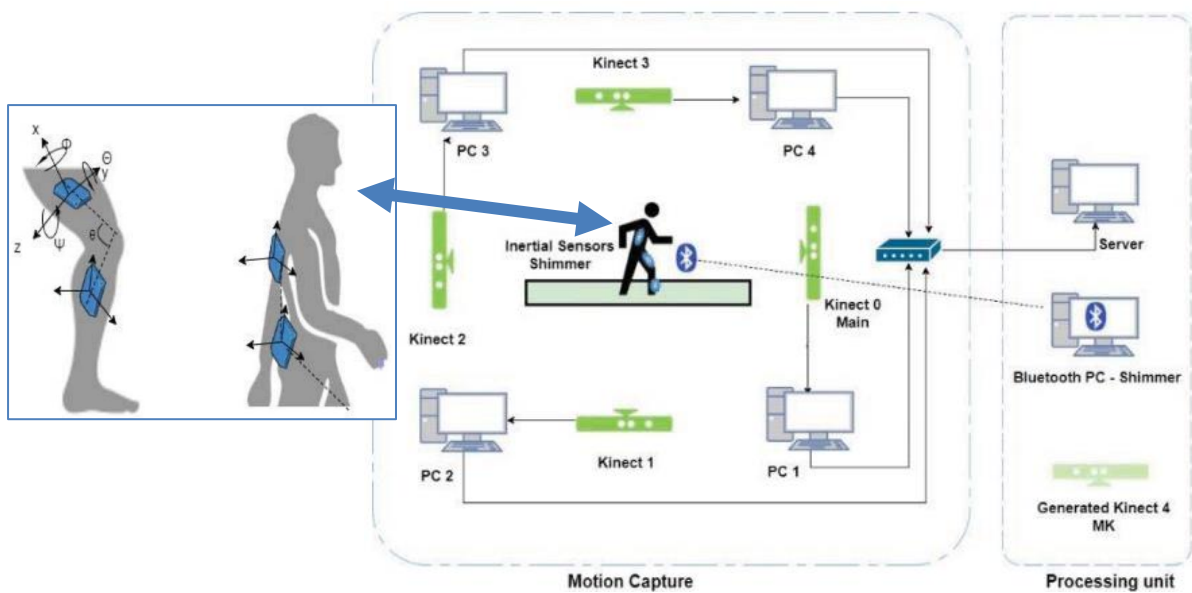 Kinect 3
PC 3
PC 4
x
φ
Θ
y
z
ψ
θ
Inertial Sensors
Shimmer
Kinect 2
Kinect 0
Main
Server
Bluetooth PC - Shimmer
PC 2
Kinect 1
PC 1
Generated Kinect 4
MK
Motion Capture
Processing unit